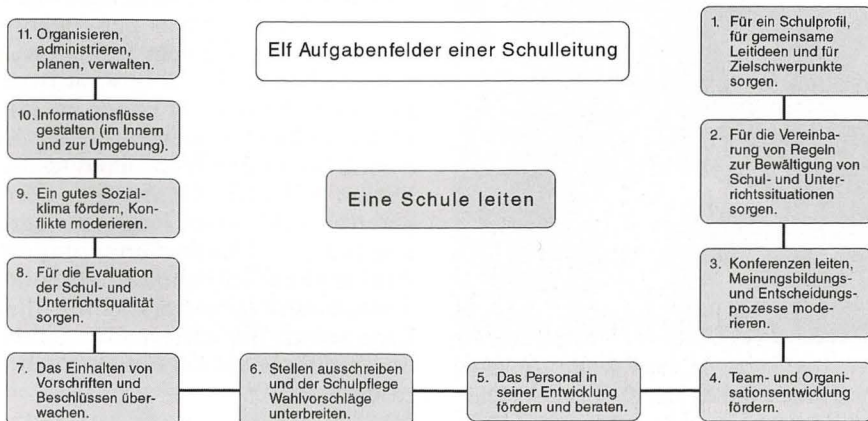 Elf Aufgabenfelder einer Schulleitung
Eine Schule leiten
1. Für ein Schulprofil,
für gemeinsame
Leitideen und für
Zielschwerpunkte
sorgen.
2. Für die Vereinba-
rung von Regeln
zur Bewältigung von
Schul- und Unter-
richtssituationen
sorgen.
3. Konferenzen leiten,
Meinungsbildungs-
und Entscheidungs-
prozesse mode-
rieren.
4. Team- und Organi-
sationsentwicklung
fördern.
5. Das Personal in
seiner Entwicklung
fördern und beraten.
6. Stellen ausschreiben
und der Schulpflege
Wahlvorschläge
unterbreiten.
7. Das Einhalten von
Vorschriften und
Beschlüssen über-
wachen.
8. Für die Evaluation
der Schul- und
Unterrichtsqualität
sorgen.
9. Ein gutes Sozial-
klima fördern, Kon-
flikte moderieren.
10. Informationsflüsse
gestalten (im Innern
und zur Umgebung).
11. Organisieren,
administrieren,
planen, verwalten.